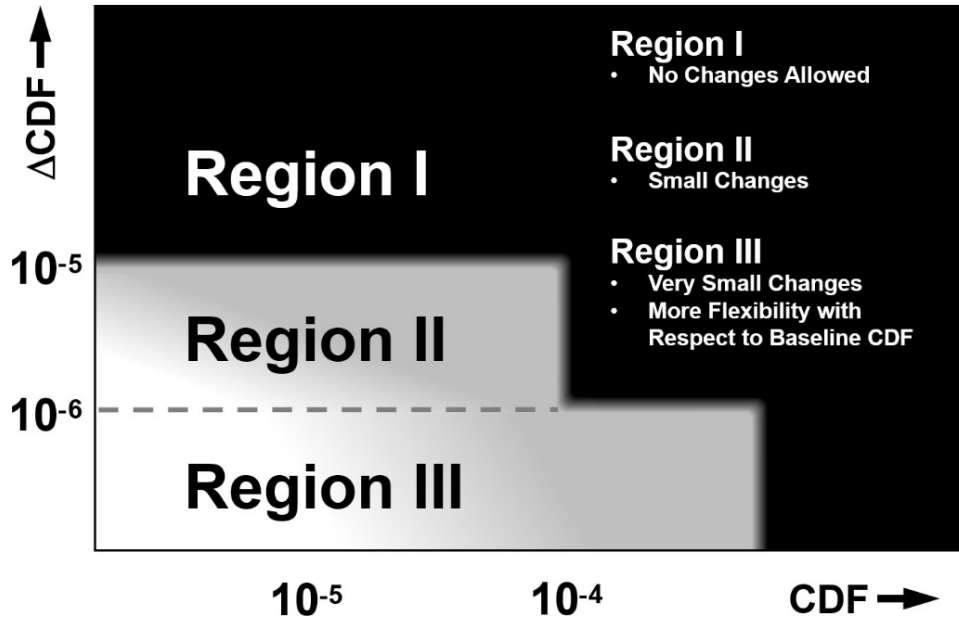 ΔCDF
Region I
• No Changes Allowed
Region II
• Small Changes
Region III
• Very Small Changes
• More Flexibility with
Respect to Baseline CDF
Region I
10⁻⁵
Region II
10⁻⁶
Region III
10⁻⁵ 10⁻⁴ CDF